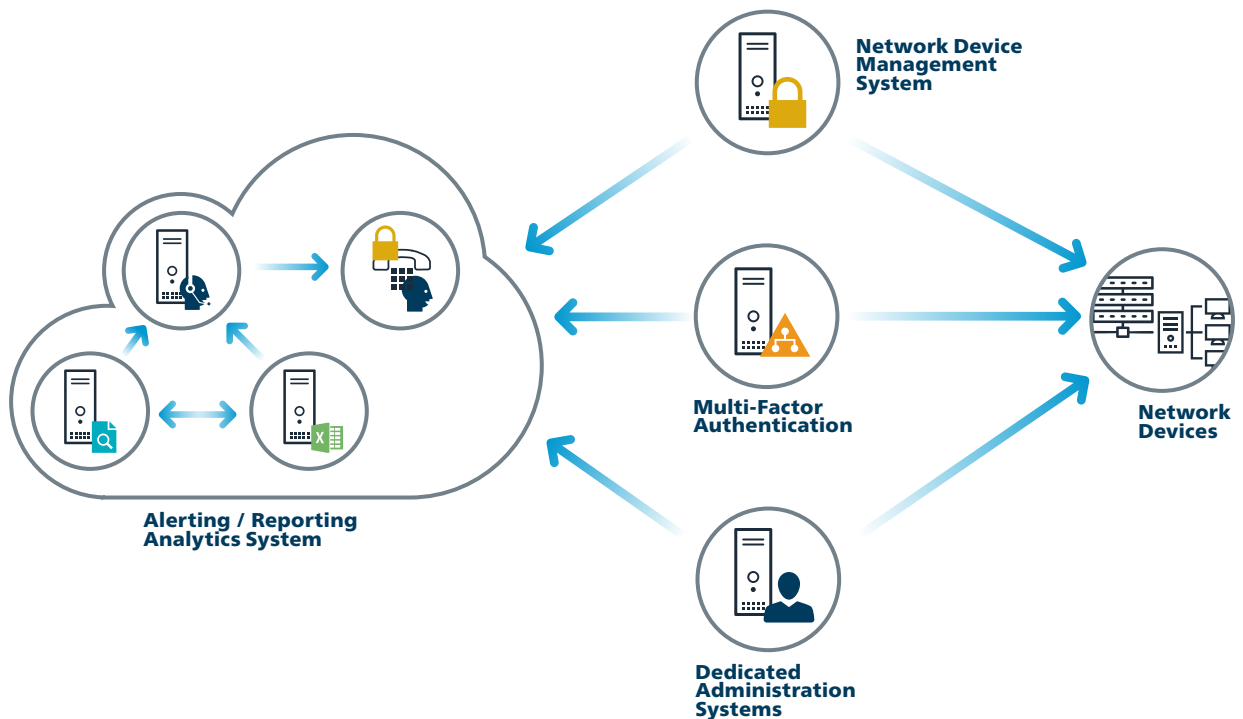 Network Device
Management
System
Multi-Factor
Authentication
Network
Devices
Alerting / Reporting
Analytics System
X
Dedicated
Administration
Systems